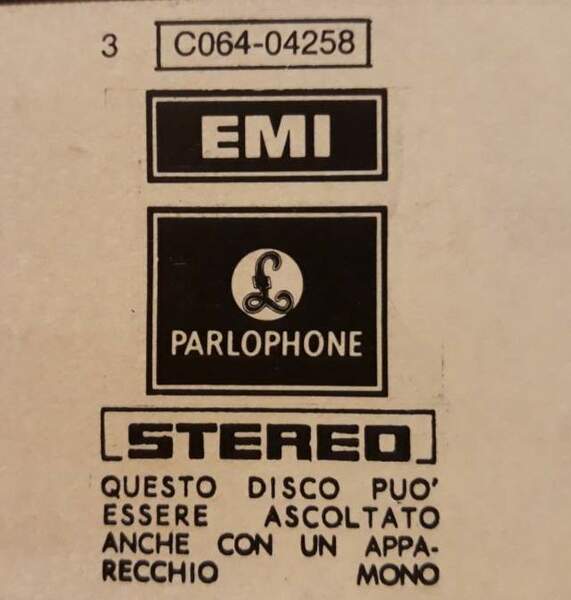 3 C064-04258
EMI
£
PARLOPHONE
STEREO
QUESTO DISCO PUO'
ESSERE ASCOLTATO
ANCHE CON UN APPA-
RECCHIO MONO